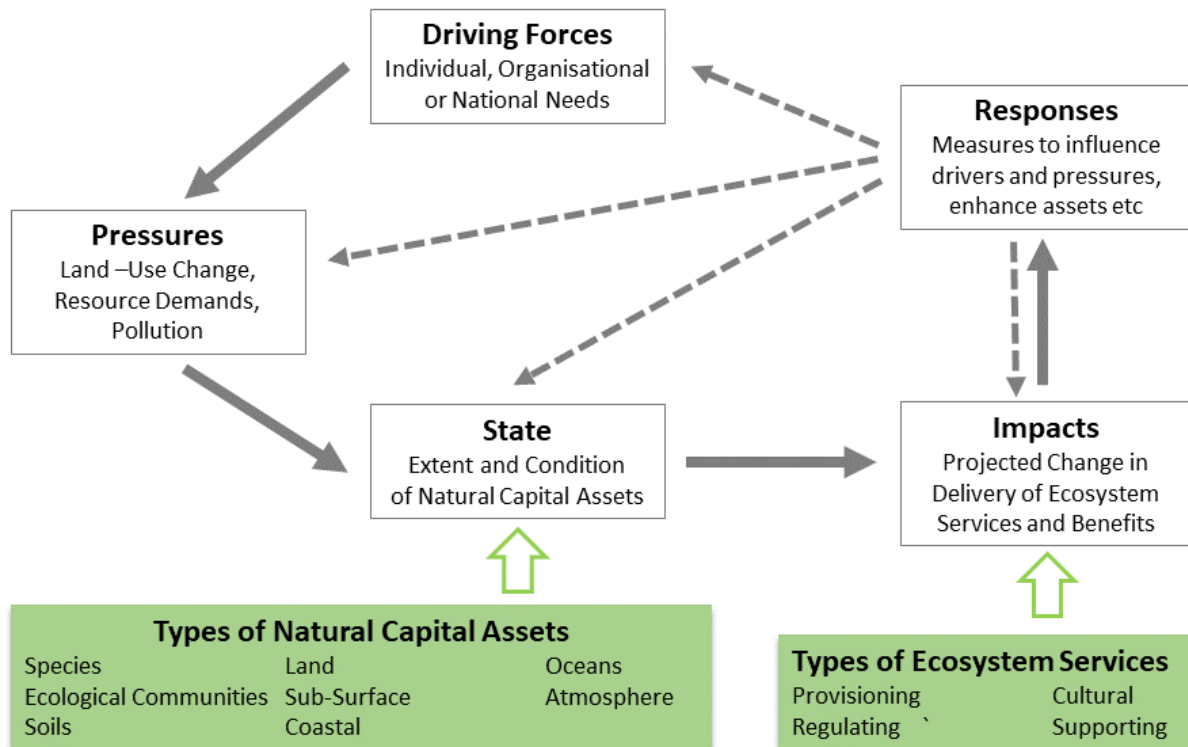 Driving Forces
Individual, Organisational
or National Needs
Responses
Measures to influence
drivers and pressures,
enhance assets etc
Pressures
Land –Use Change,
Resource Demands,
Pollution
State
Extent and Condition
of Natural Capital Assets
Impacts
Projected Change in
Delivery of Ecosystem
Services and Benefits
Types of Natural Capital Assets
Species Land Oceans
Ecological Communities Sub-Surface Atmosphere
Soils Coastal
Types of Ecosystem Services
Provisioning Cultural
Regulating ` Supporting